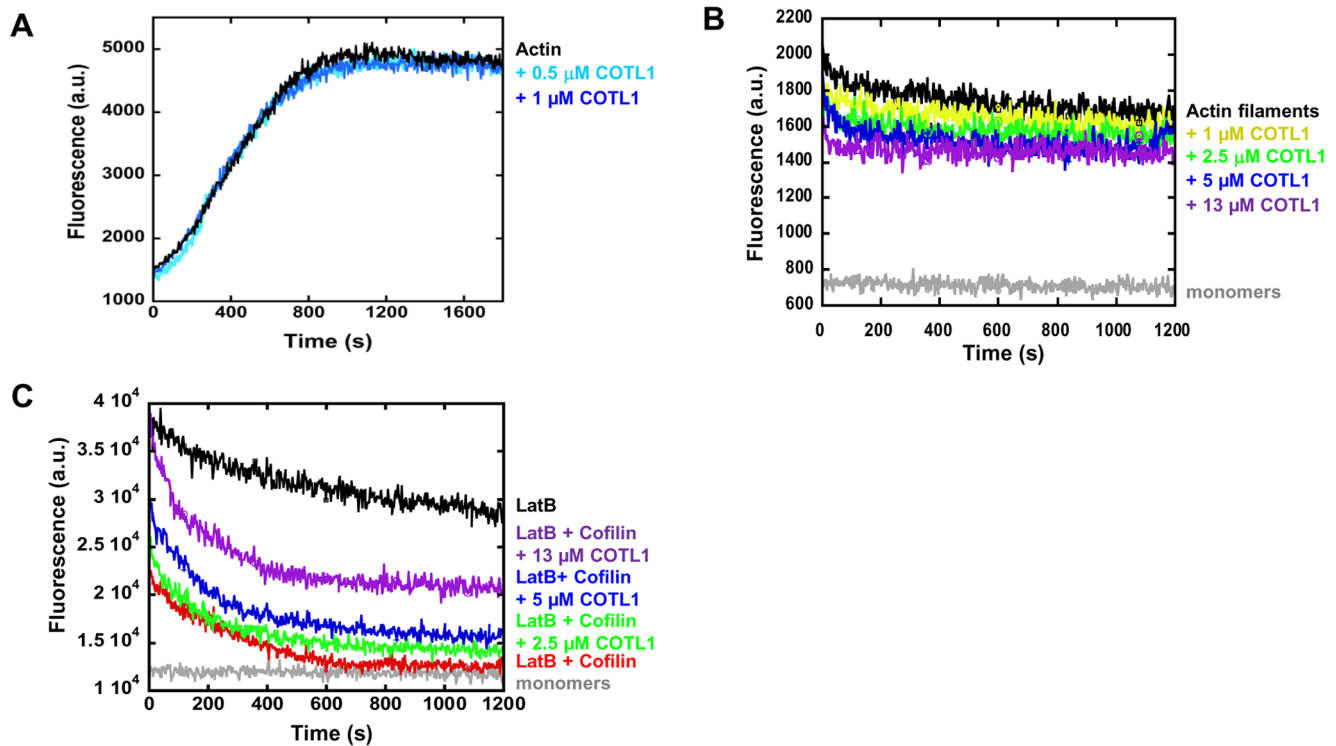 A
5000
4000
3000
2000
1000
Fluorescence (a.u.)
0
400
800
1200
1600
Time (s)
Actin
+ 0.5 μM COTL1
+ 1 μM COTL1
B
2200
2000
1800
1600
1400
1200
1000
800
600
Fluorescence (a.u.)
0
200
400
600
800
1000
1200
Time (s)
Actin filaments
+ 1 μM COTL1
+ 2.5 μM COTL1
+ 5 μM COTL1
+ 13 μM COTL1
monomers
C
4 10⁴
3.5 10⁴
3 10⁴
2.5 10⁴
2 10⁴
1.5 10⁴
1 10⁴
Fluorescence (a.u.)
0
200
400
600
800
1000
1200
Time (s)
LatB
LatB + Cofilin
+ 13 μM COTL1
LatB+ Cofilin
+ 5 μM COTL1
LatB + Cofilin
+ 2.5 μM COTL1
LatB + Cofilin
monomers